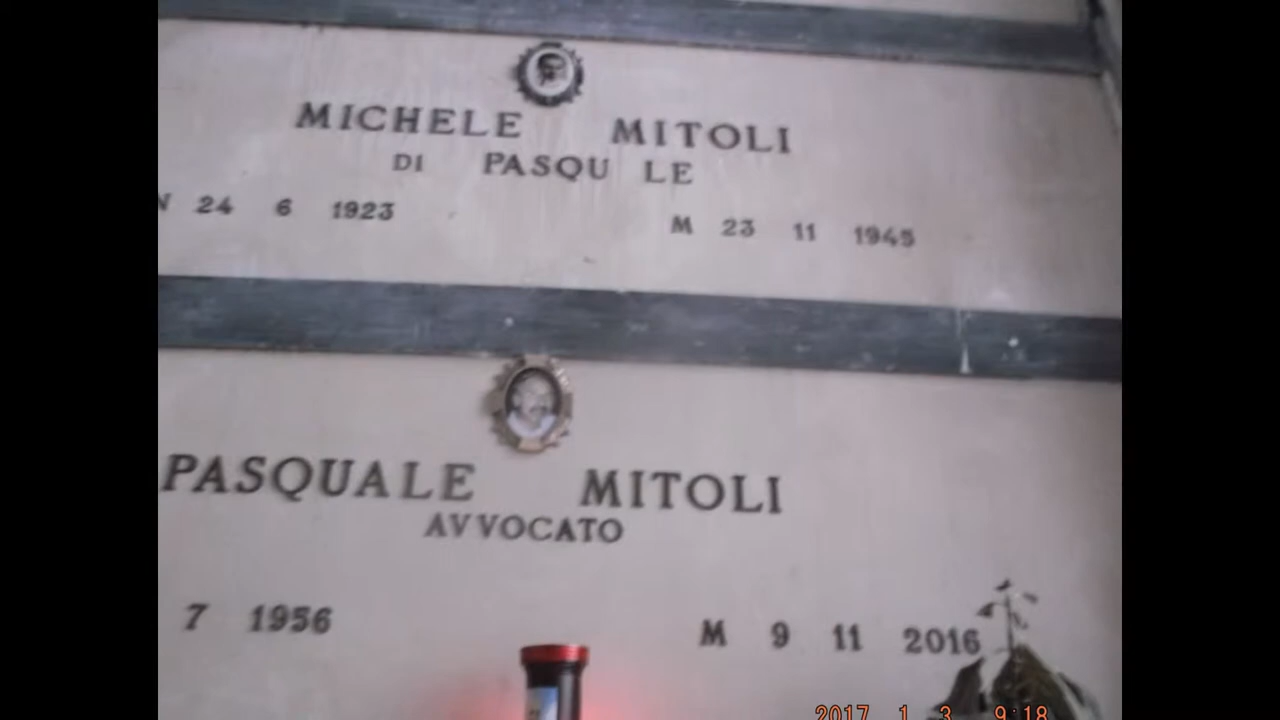 MICHELE MITOLI
DI PASQU LE
N 24 6 1923 M 23 11 1945
PASQUALE MITOLI
AVVOCATO
7 1956 M 9 11 2016
2017 1 3 9:18